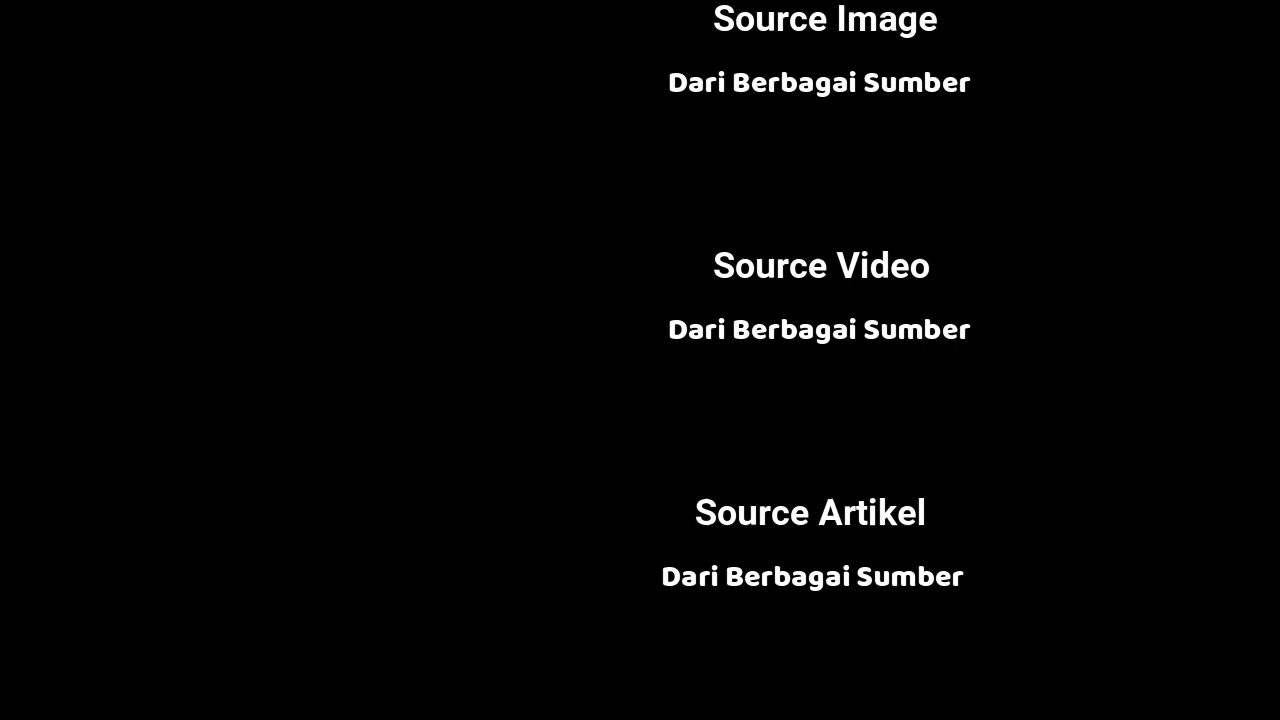 Source Image
Dari Berbagai Sumber
Source Video
Dari Berbagai Sumber
Source Artikel
Dari Berbagai Sumber